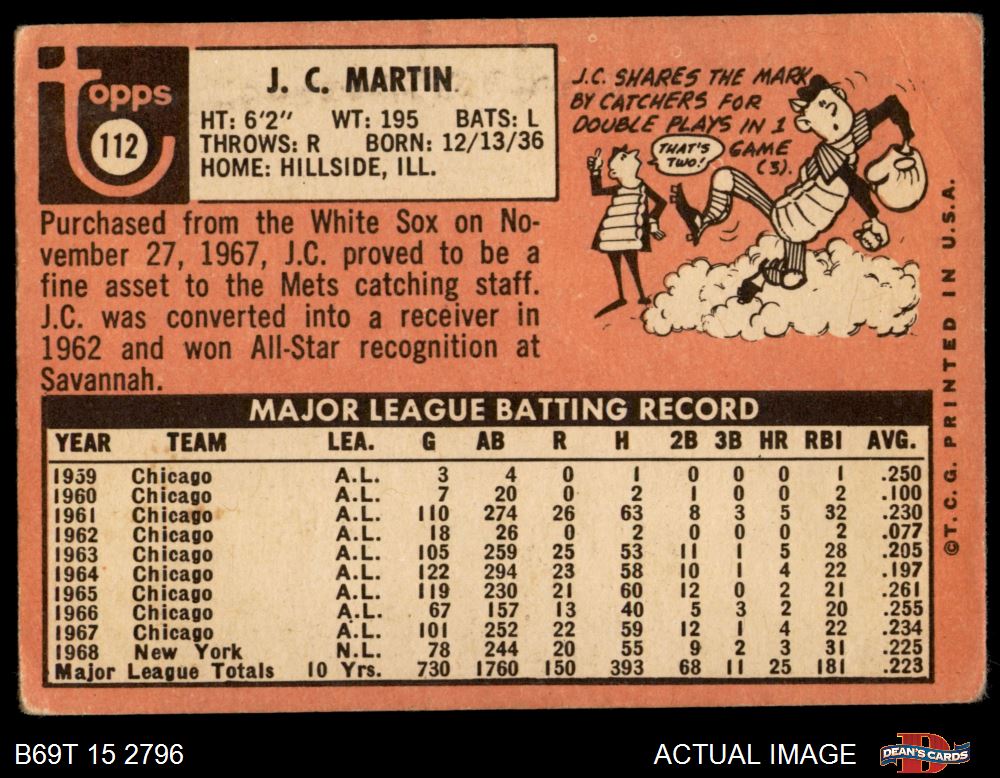 topps
112
J. C. MARTIN
HT: 6'2" WT: 195 BATS: L
THROWS: R BORN: 12/13/36
HOME: HILLSIDE, ILL.
J.C. SHARES THE MARK
BY CATCHERS FOR
DOUBLE PLAYS IN 1
GAME
(3).
THAT'S
TWO!
Purchased from the White Sox on No-
vember 27, 1967, J.C. proved to be a
fine asset to the Mets catching staff.
J.C. was converted into a receiver in
1962 and won All-Star recognition at
Savannah.
MAJOR LEAGUE BATTING RECORD
YEAR TEAM LEA. G AB R H 2B 3B HR RBI AVG.
1959 Chicago A.L. 3 4 0 1 0 0 0 1 .250
1960 Chicago A.L. 7 20 0 2 1 0 0 2 .100
1961 Chicago A.L. 110 274 26 63 8 3 5 32 .230
1962 Chicago A.L. 18 26 0 2 0 0 0 2 .077
1963 Chicago A.L. 105 259 25 53 11 1 5 28 .205
1964 Chicago A.L. 122 294 23 58 10 1 4 22 .197
1965 Chicago A.L. 119 230 21 60 12 0 2 21 .261
1966 Chicago A.L. 67 157 13 40 5 3 2 20 .255
1967 Chicago A.L. 101 252 22 59 12 1 4 22 .234
1968 New York N.L. 78 244 20 55 9 2 3 31 .225
Major League Totals 10 Yrs. 730 1760 150 393 68 11 25 181 .223
©T. C. G. PRINTED IN U.S.A.
B69T 15 2796
ACTUAL IMAGE
D
DEAN'S CARDS